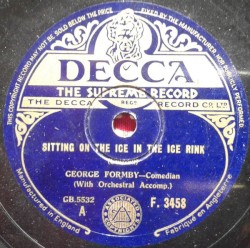 THIS COPYRIGHT RECORD MAY NOT BE SOLD BELOW THE PRICE
FIXED BY THE MANUFACTURER FOR
DECCA
THE SUPREME RECORD
THE DECCA REGD RECORD Co. LTD.
SITTING ON THE ICE IN THE ICE RINK
GEORGE FORMBY—Comedian
(With Orchestral Accomp.)
GB.5532
A
F. 3458
Manufactured in England
Fabriqué en Angleterre